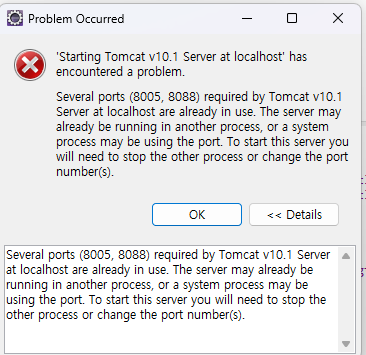 Problem Occurred
'Starting Tomcat v10.1 Server at localhost' has
encountered a problem.
Several ports (8005, 8088) required by Tomcat v10.1
Server at localhost are already in use. The server may
already be running in another process, or a system
process may be using the port. To start this server you
will need to stop the other process or change the port
number(s).
OK
<< Details
Several ports (8005, 8088) required by Tomcat v10.1 Server
at localhost are already in use. The server may already be
running in another process, or a system process may be
using the port. To start this server you will need to stop the
other process or change the port number(s).